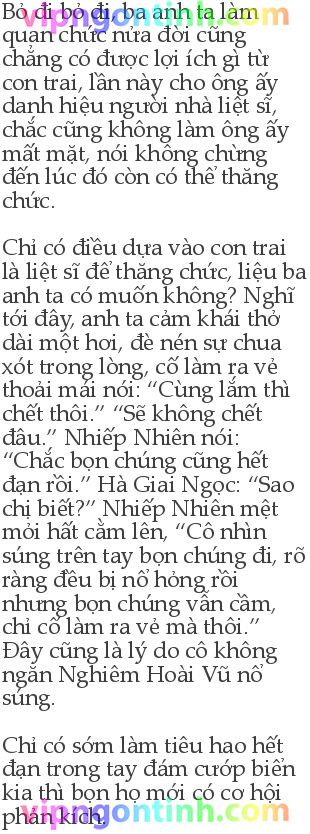 Bỏ đi bỏ đi, ba anh ta làm
quan chức nửa đời cũng
chẳng có được lợi ích gì từ
con trai, lần này cho ông ấy
danh hiệu người nhà liệt sĩ,
chắc cũng không làm ông ấy
mất mặt, nói không chừng
đến lúc đó còn có thể thăng
chức.
Chỉ có điều dựa vào con trai
là liệt sĩ để thăng chức, liệu ba
anh ta có muốn không? Nghĩ
tới đây, anh ta cảm khái thở
dài một hơi, đè nén sự chua
xót trong lòng, cố làm ra vẻ
thoải mái nói: “Cùng lắm thì
chết thôi.” “Sẽ không chết
đâu.” Nhiếp Nhiên nói:
“Chắc bọn chúng cũng hết
đạn rồi.” Hà Giai Ngọc: “Sao
chị biết?” Nhiếp Nhiên mệt
mỏi hất cằm lên, “Cô nhìn
súng trên tay bọn chúng đi, rõ
ràng đều bị nổ hỏng rồi
nhưng bọn chúng vẫn cầm,
chỉ cố làm ra vẻ mà thôi.”
Đây cũng là lý do cô không
ngăn Nghiêm Hoài Vũ nổ
súng.
Chỉ có sớm làm tiêu hao hết
đạn trong tay đám cướp biển
kia thì bọn họ mới có cơ hội
phản kích.
vipngontinh.com
vipngontinh.com